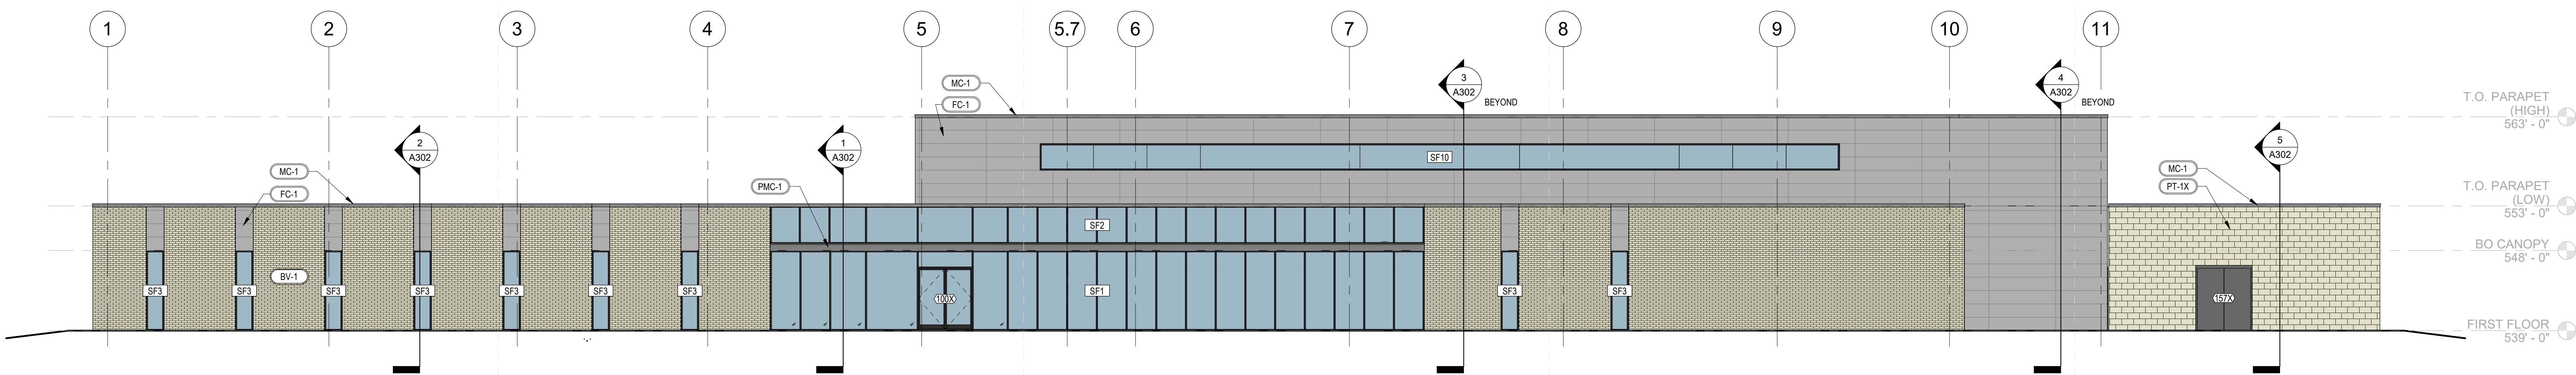 1 2 3 4 5 5.7 6 7 8 9 10 11
MC-1
FC-1
3
A302
BEYOND
4
A302
BEYOND
T.O. PARAPET
(HIGH)
563' - 0"
2
A302
1
A302
5
A302
SF10
MC-1
FC-1
PMC-1
MC-1
PT-1X
T.O. PARAPET
(LOW)
553' - 0"
SF2
BO CANOPY
548' - 0"
BV-1
SF3 SF3 SF3 SF3 SF3 SF3 SF3 SF1 SF3 SF3
100X
157X
FIRST FLOOR
539' - 0"